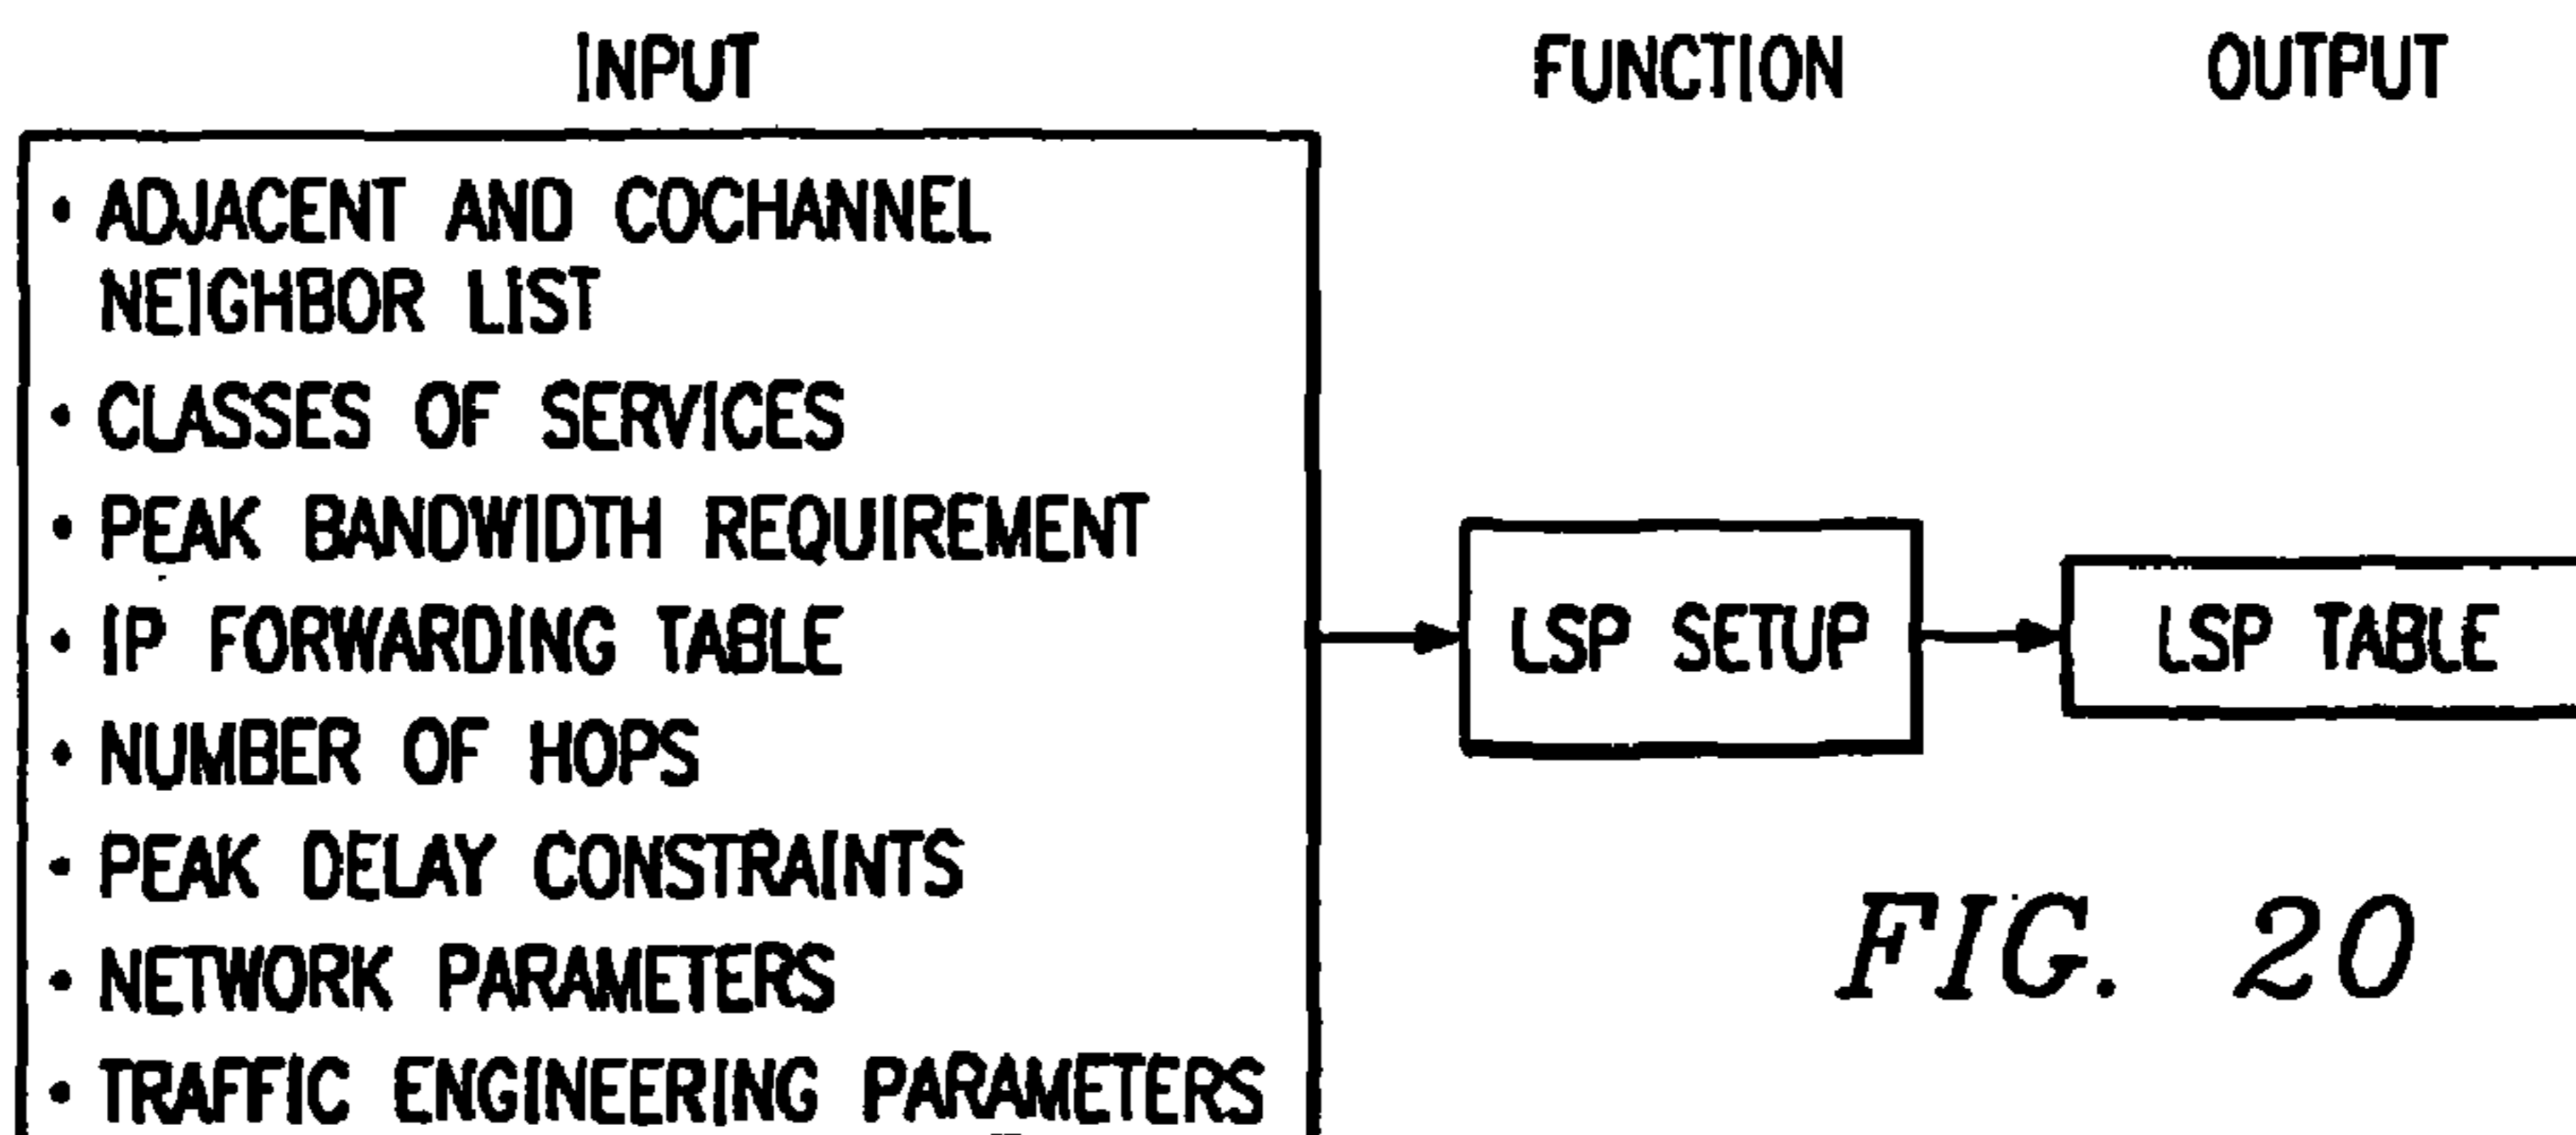 INPUT
FUNCTION
OUTPUT
• ADJACENT AND COCHANNEL
NEIGHBOR LIST
• CLASSES OF SERVICES
• PEAK BANDWIDTH REQUIREMENT
• IP FORWARDING TABLE
• NUMBER OF HOPS
• PEAK DELAY CONSTRAINTS
• NETWORK PARAMETERS
• TRAFFIC ENGINEERING PARAMETERS
LSP SETUP
LSP TABLE
FIG. 20